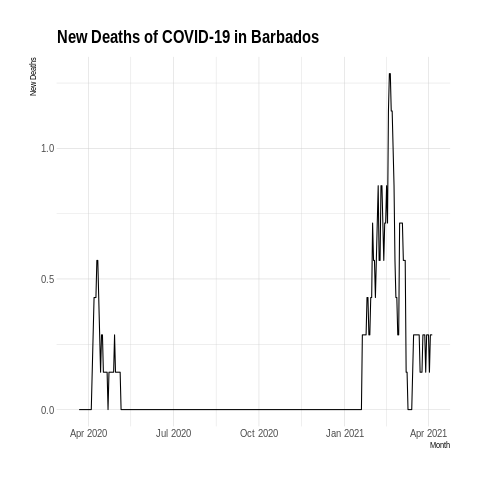 New Deaths of COVID-19 in Barbados
New Deaths
1.0
0.5
0.0
Apr 2020 Jul 2020 Oct 2020 Jan 2021 Apr 2021
Month